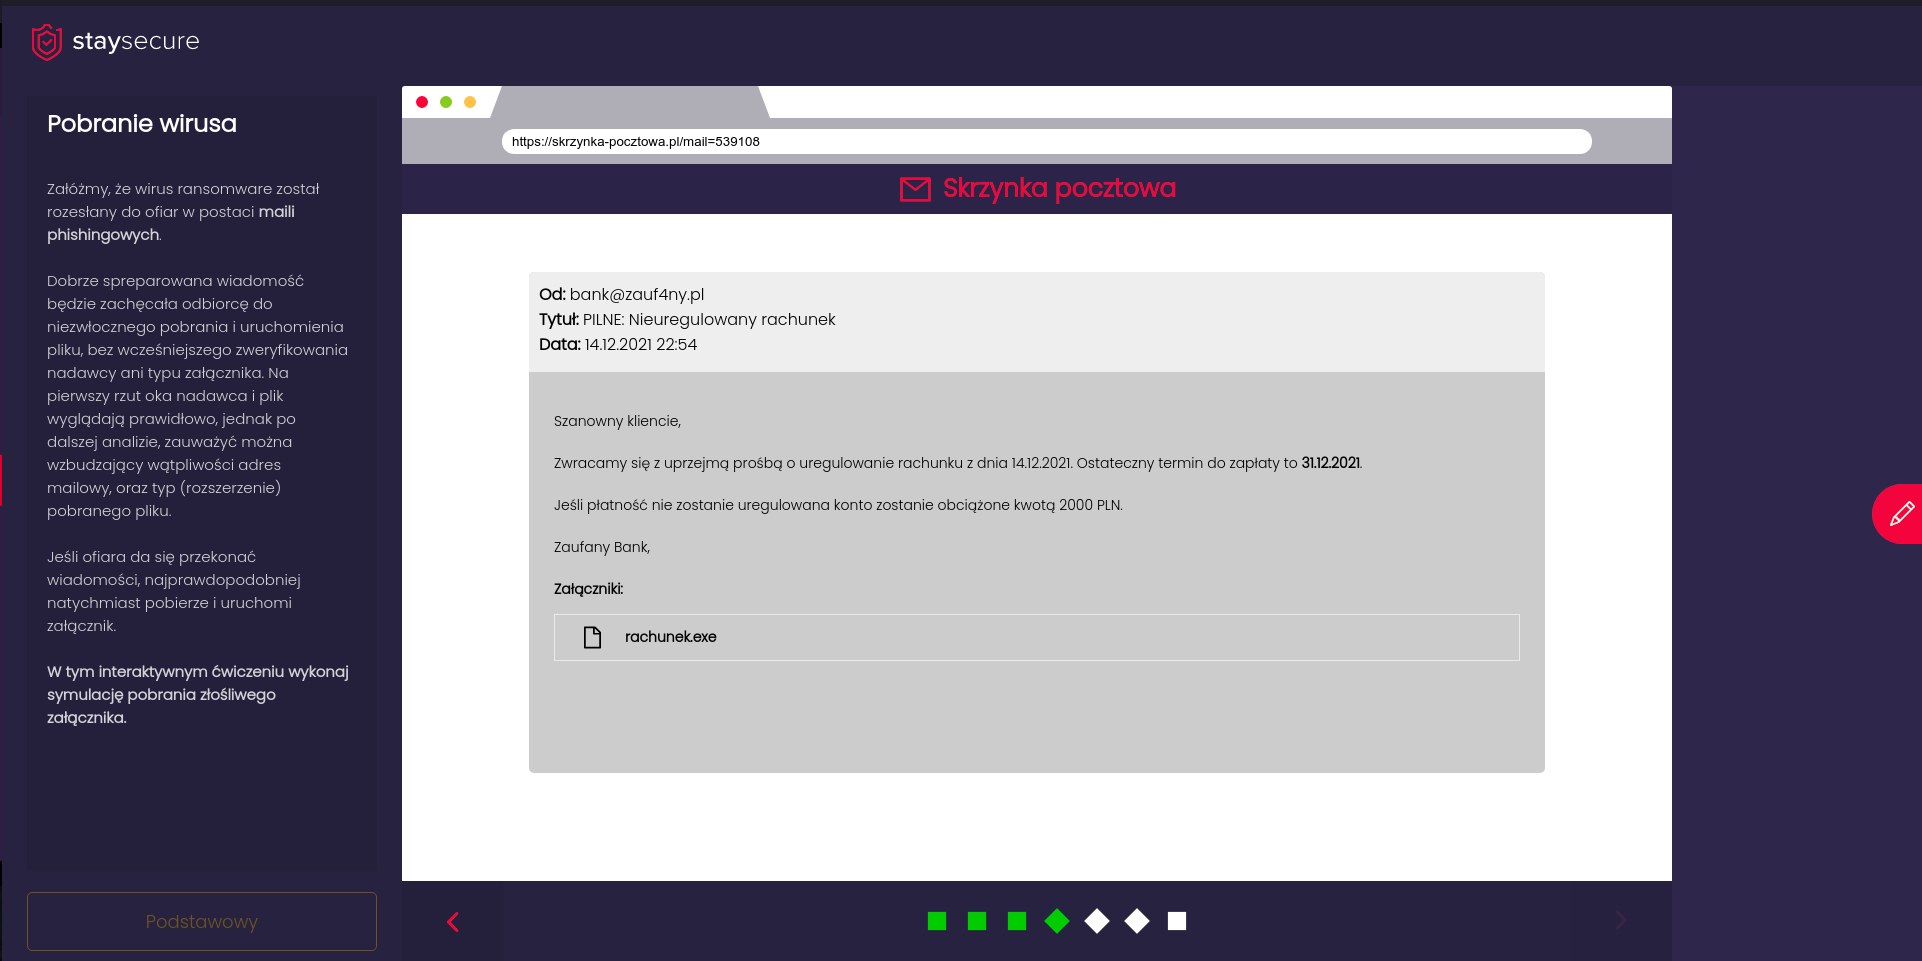 staysecure
Pobranie wirusa
Załóżmy, że wirus ransomware został
rozesłany do ofiar w postaci maili
phishingowych.
Dobrze spreparowana wiadomość
będzie zachęcała odbiorcę do
niezwłocznego pobrania i uruchomienia
pliku, bez wcześniejszego zweryfikowania
nadawcy ani typu załącznika. Na
pierwszy rzut oka nadawca i plik
wyglądają prawidłowo, jednak po
dalszej analizie, zauważyć można
wzbudzający wątpliwości adres
mailowy, oraz typ (rozszerzenie)
pobranego pliku.
Jeśli ofiara da się przekonać
wiadomości, najprawdopodobniej
natychmiast pobierze i uruchomi
załącznik.
W tym interaktywnym ćwiczeniu wykonaj
symulację pobrania złośliwego
załącznika.
Podstawowy
https://skrzynka-pocztowa.pl/mail=539108
Skrzynka pocztowa
Od: bank@zauf4ny.pl
Tytuł: PILNE: Nieuregulowany rachunek
Data: 14.12.2021 22:54
Szanowny kliencie,
Zwracamy się z uprzejmą prośbą o uregulowanie rachunku z dnia 14.12.2021. Ostateczny termin do zapłaty to 31.12.2021.
Jeśli płatność nie zostanie uregulowana konto zostanie obciążone kwotą 2000 PLN.
Zaufany Bank,
Załączniki:
rachunek.exe